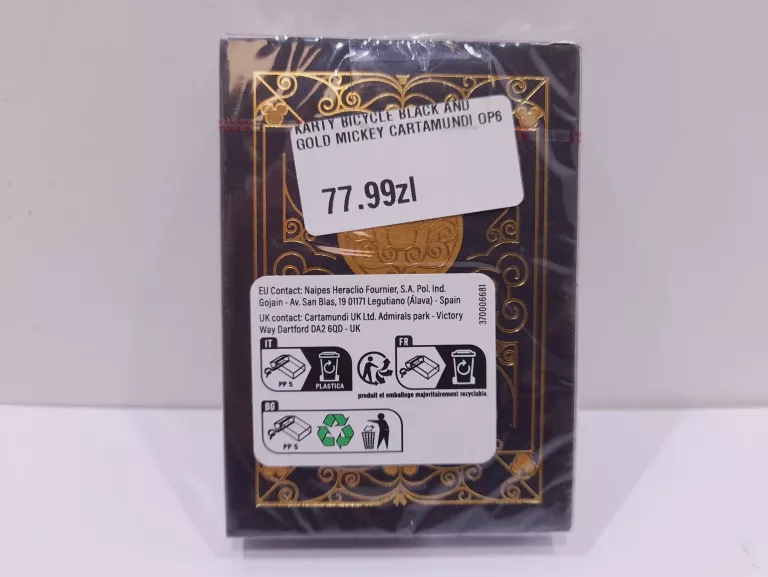 KARTY BICYCLE BLACK AND
GOLD MICKEY CARTAMUNDI OP6
77.99zl
EU Contact: Naipes Heraclio Fournier, S.A. Pol. Ind.
Gojain - Av. San Blas, 19 01171 Legutiano (Álava) - Spain
UK contact: Cartamundi UK Ltd. Admirals park - Victory
Way Dartford DA2 6QD - UK
370006681
IT
PP 5
PLASTICA
FR
produit et emballage majoritairement recyclable
BG
PP 5